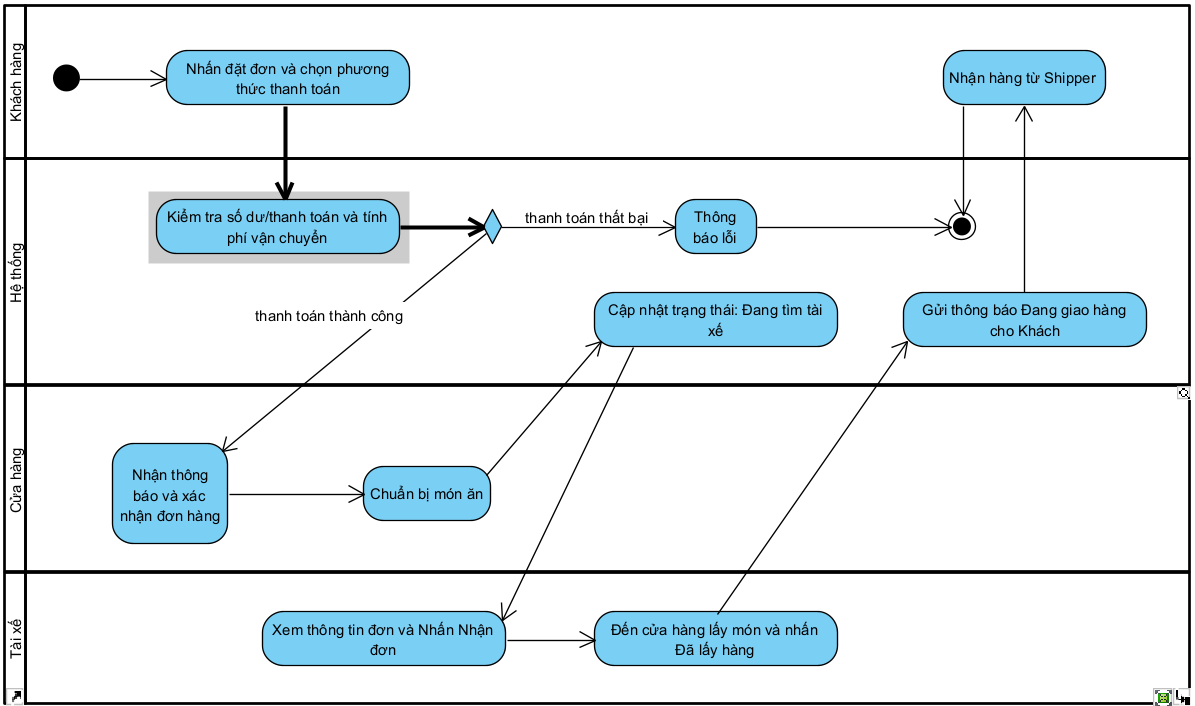 Khách hàng
Nhấn đặt đơn và chọn phương
thức thanh toán
Nhận hàng từ Shipper
Hệ thống
Kiểm tra số dư/thanh toán và tính
phí vận chuyển
thanh toán thất bại
Thông
báo lỗi
thanh toán thành công
Cập nhật trạng thái: Đang tìm tài
xế
Gửi thông báo Đang giao hàng
cho Khách
Cửa hàng
Nhận thông
báo và xác
nhận đơn hàng
Chuẩn bị món ăn
Tài xế
Xem thông tin đơn và Nhấn Nhận
đơn
Đến cửa hàng lấy món và nhấn
Đã lấy hàng